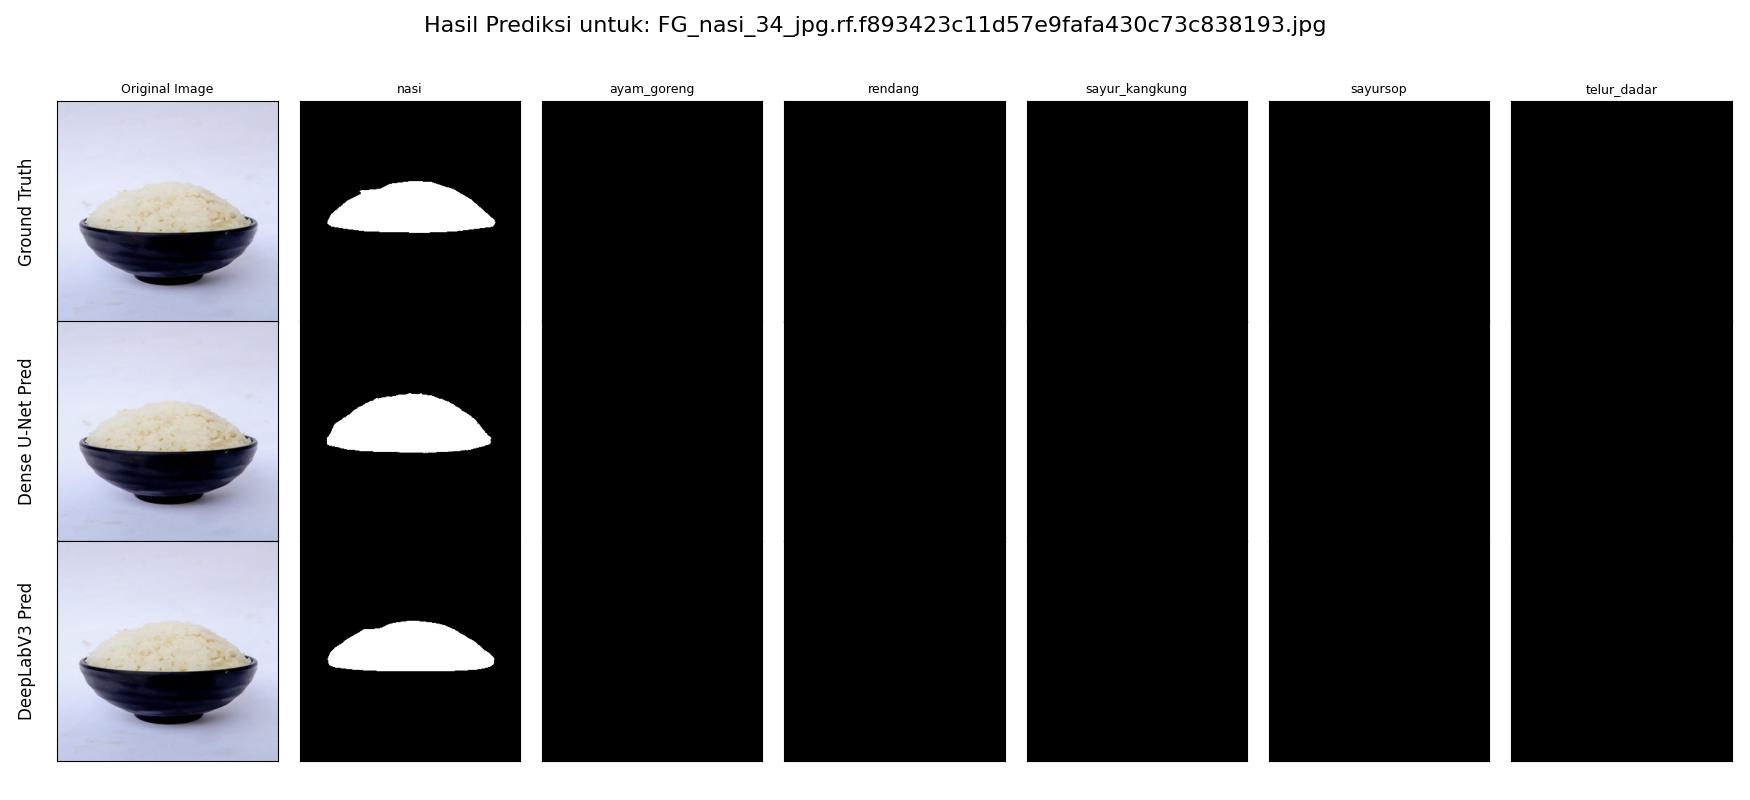 Hasil Prediksi untuk: FG_nasi_34_jpg.rf.f893423c11d57e9fafa430c73c838193.jpg
Original Image nasi ayam_goreng rendang sayur_kangkung sayursop telur_dadar
Ground Truth
Dense U-Net Pred
DeepLabV3 Pred